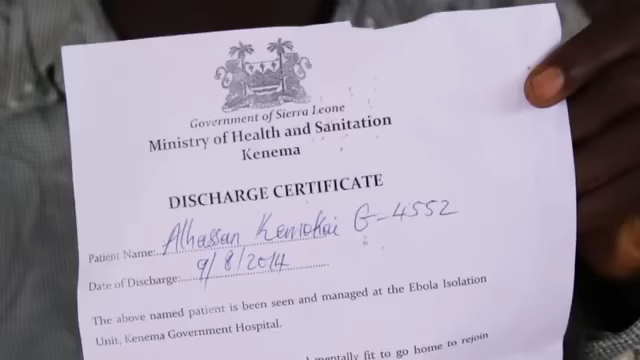 Government of Sierra Leone
Ministry of Health and Sanitation
Kenema
DISCHARGE CERTIFICATE
Patient Name: Alhassan Kemokai G-4552
Date of Discharge: 9/8/2014
The above named patient is been seen and managed at the Ebola Isolation
Unit, Kenema Government Hospital.
mentally fit to go home to rejoin